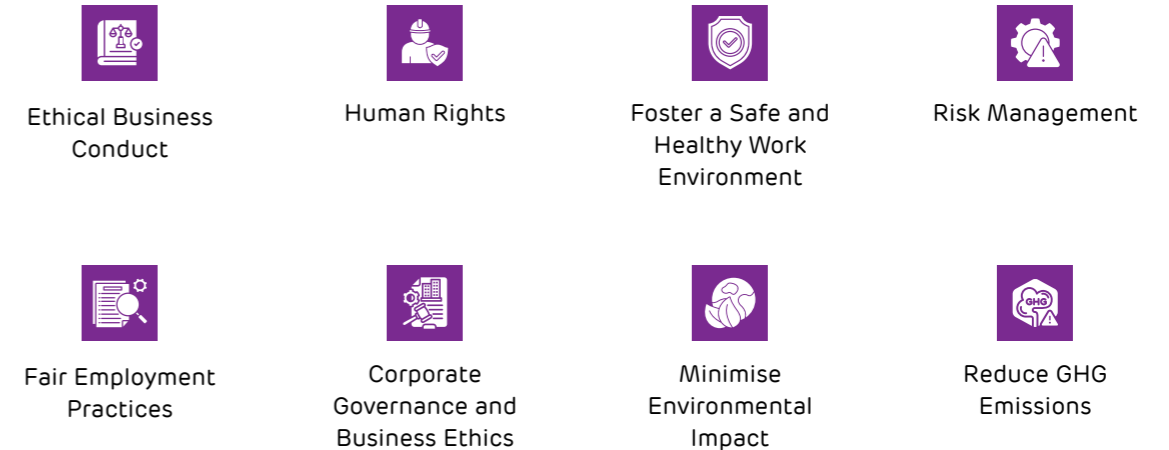 Ethical Business
Conduct
Human Rights
Foster a Safe and
Healthy Work
Environment
Risk Management
Fair Employment
Practices
Corporate
Governance and
Business Ethics
Minimise
Environmental
Impact
GHG
Reduce GHG
Emissions